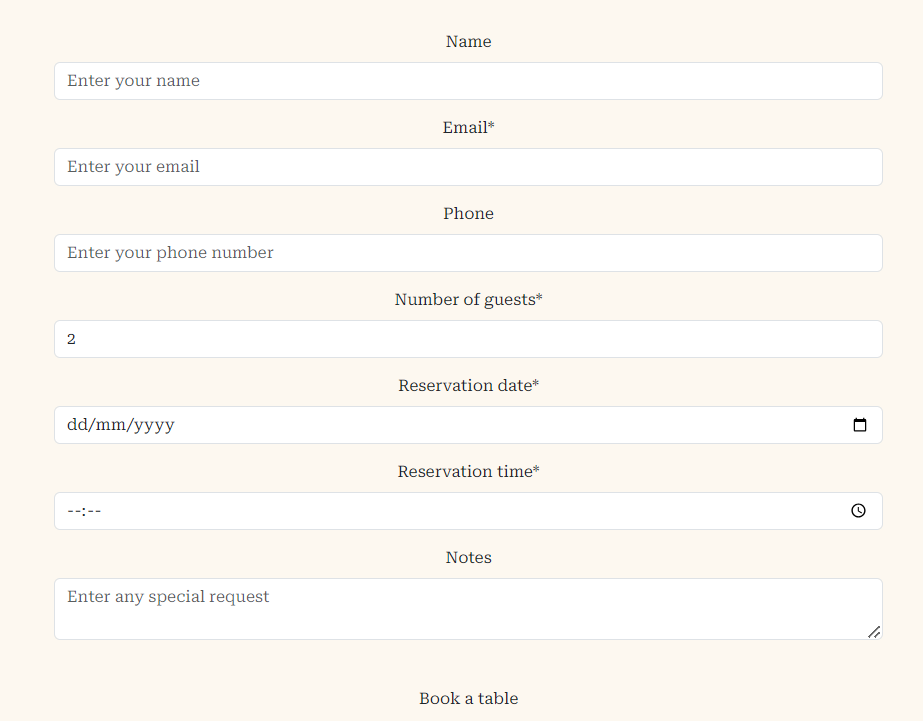 Name
Enter your name
Email*
Enter your email
Phone
Enter your phone number
Number of guests*
2
Reservation date*
dd/mm/yyyy
Reservation time*
--:--
Notes
Enter any special request
Book a table